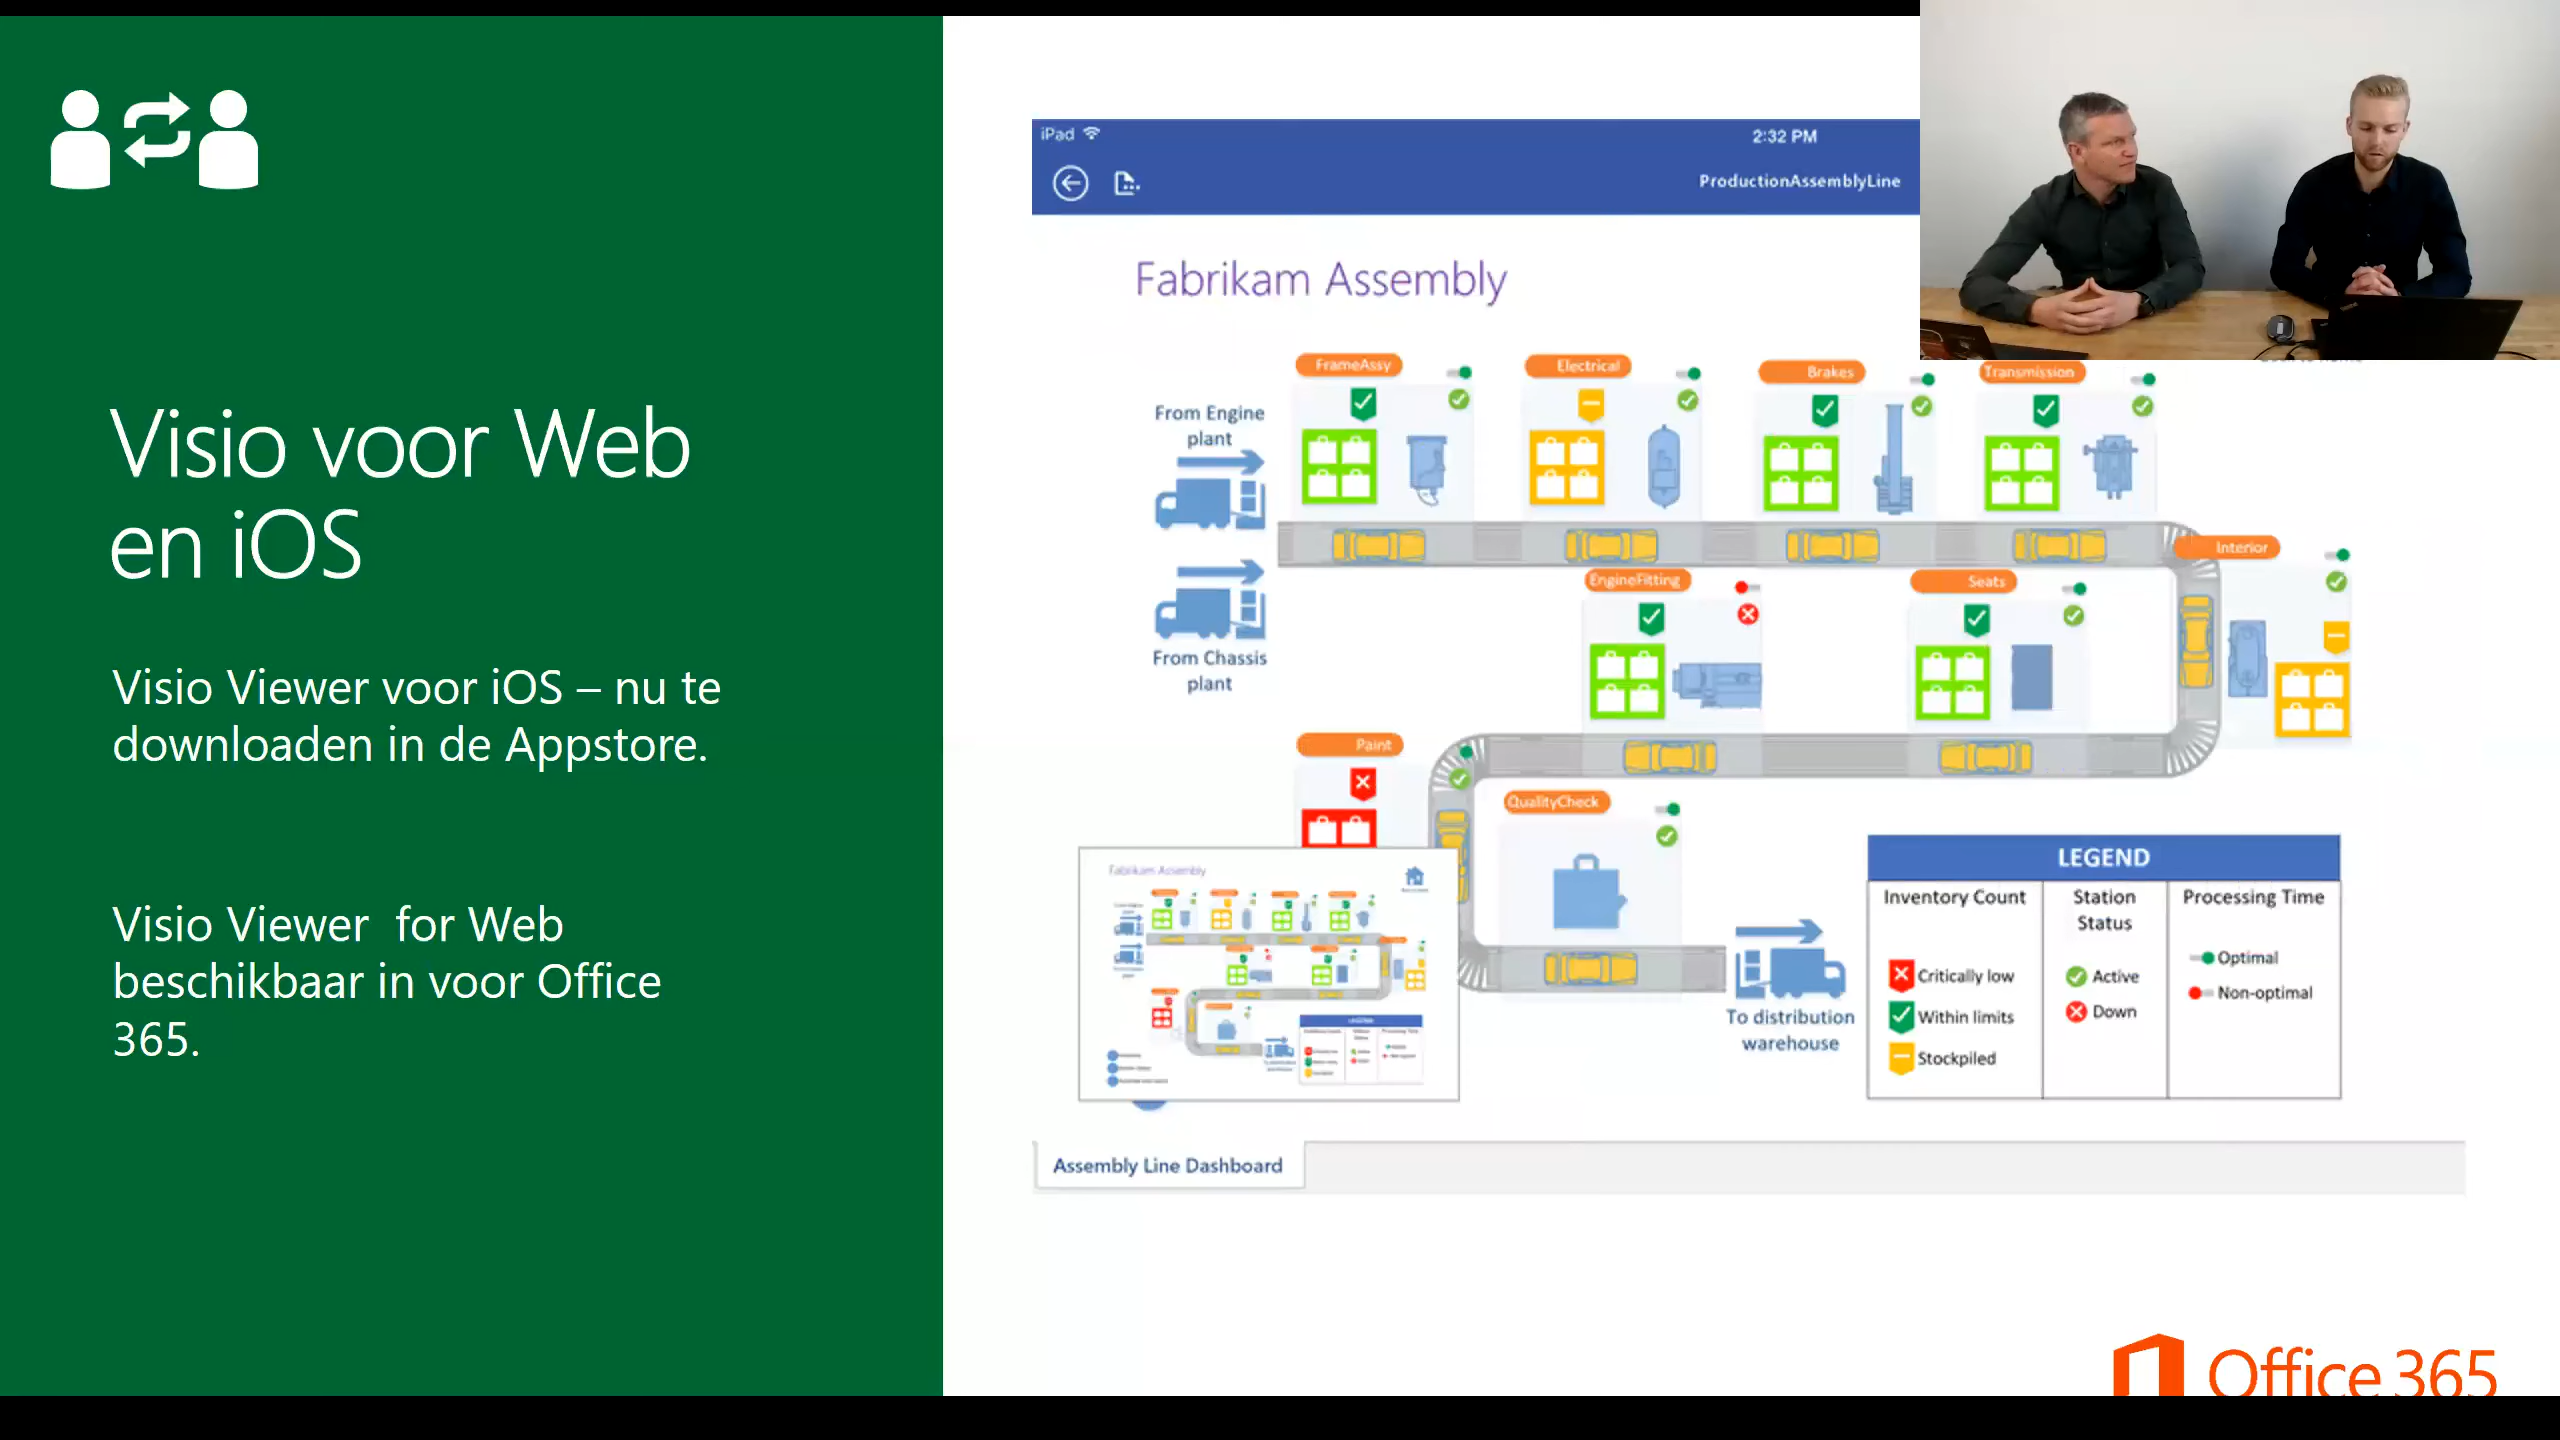 Visio voor Web
en iOS
Visio Viewer voor iOS – nu te
downloaden in de Appstore.
Visio Viewer  for Web
beschikbaar in voor Office
365.
iPad
2:32 PM
ProductionAssemblyLine
Fabrikam Assembly
FrameAssy
Electrical
Brakes
Transmission
From Engine
plant
Interior
EngineFitting
Seats
From Chassis
plant
Paint
QualityCheck
To distribution
warehouse
LEGEND
Inventory Count
Critically low
Within limits
Stockpiled
Station
Status
Active
Down
Processing Time
Optimal
Non-optimal
Fabrikam Assembly
Assembly Line Dashboard
Office 365